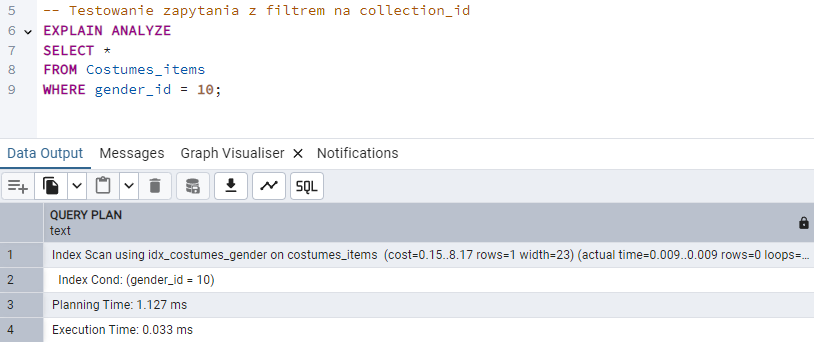 5 -- Testowanie zapytania z filtrem na collection_id
6 EXPLAIN ANALYZE
7 SELECT *
8 FROM Costumes_items
9 WHERE gender_id = 10;
Data Output Messages Graph Visualiser × Notifications
SQL
QUERY PLAN
text
1 Index Scan using idx_costumes_gender on costumes_items (cost=0.15..8.17 rows=1 width=23) (actual time=0.009..0.009 rows=0 loops=...
2 Index Cond: (gender_id = 10)
3 Planning Time: 1.127 ms
4 Execution Time: 0.033 ms